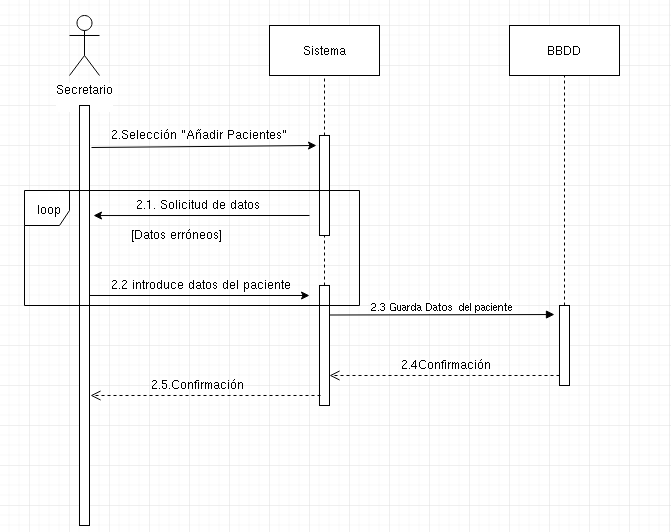 Sistema
BBDD
Secretario
2.Selección "Añadir Pacientes"
loop
2.1. Solicitud de datos
[Datos erróneos]
2.2 introduce datos del paciente
2.3 Guarda Datos del paciente
2.4Confirmación
2.5.Confirmación